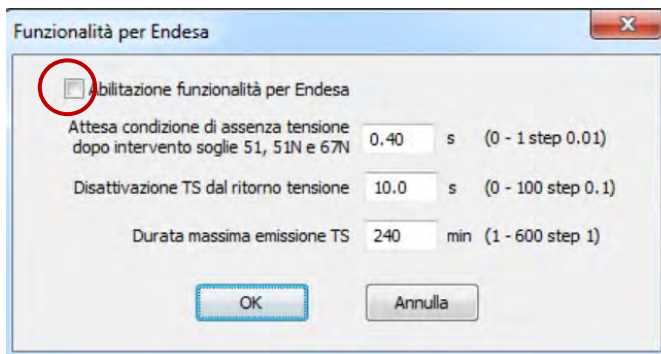 Funzionalità per Endesa
Abilitazione funzionalità per Endesa
Attesa condizione di assenza tensione
dopo intervento soglie 51, 51N e 67N
0.40 s (0 - 1 step 0.01)
Disattivazione TS dal ritorno tensione 10.0 s (0 - 100 step 0.1)
Durata massima emissione TS 240 min (1 - 600 step 1)
OK Annulla